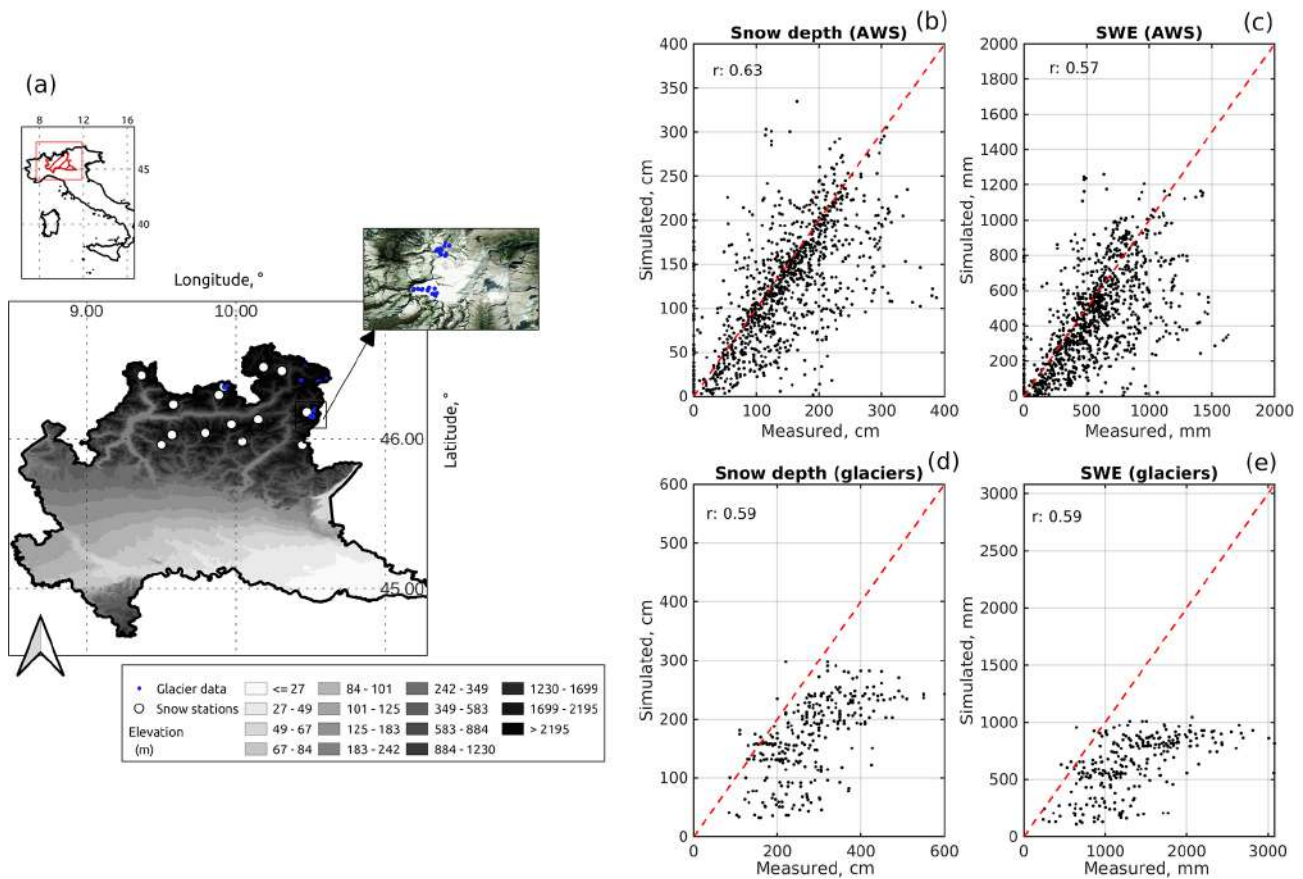 (a)
8 12 16
45
40
Longitude,°
9.00 10.00
46.00
Latitude,°
45.00
Glacier data
Snow stations
Elevation
(m)
<= 27
27 - 49
49 - 67
67 - 84
84 - 101
101 - 125
125 - 183
183 - 242
242 - 349
349 - 583
583 - 884
884 - 1230
1230 - 1699
1699 - 2195
> 2195
(b)
Snow depth (AWS)
r: 0.63
400
350
300
250
200
150
100
50
0
Simulated, cm
0 100 200 300 400
Measured, cm
(c)
SWE (AWS)
r: 0.57
2000
1800
1600
1400
1200
1000
800
600
400
200
0
Simulated, mm
0 500 1000 1500 2000
Measured, mm
(d)
Snow depth (glaciers)
r: 0.59
600
500
400
300
200
100
0
Simulated, cm
0 200 400 600
Measured, cm
(e)
SWE (glaciers)
r: 0.59
3000
2500
2000
1500
1000
500
0
Simulated, mm
0 1000 2000 3000
Measured, mm